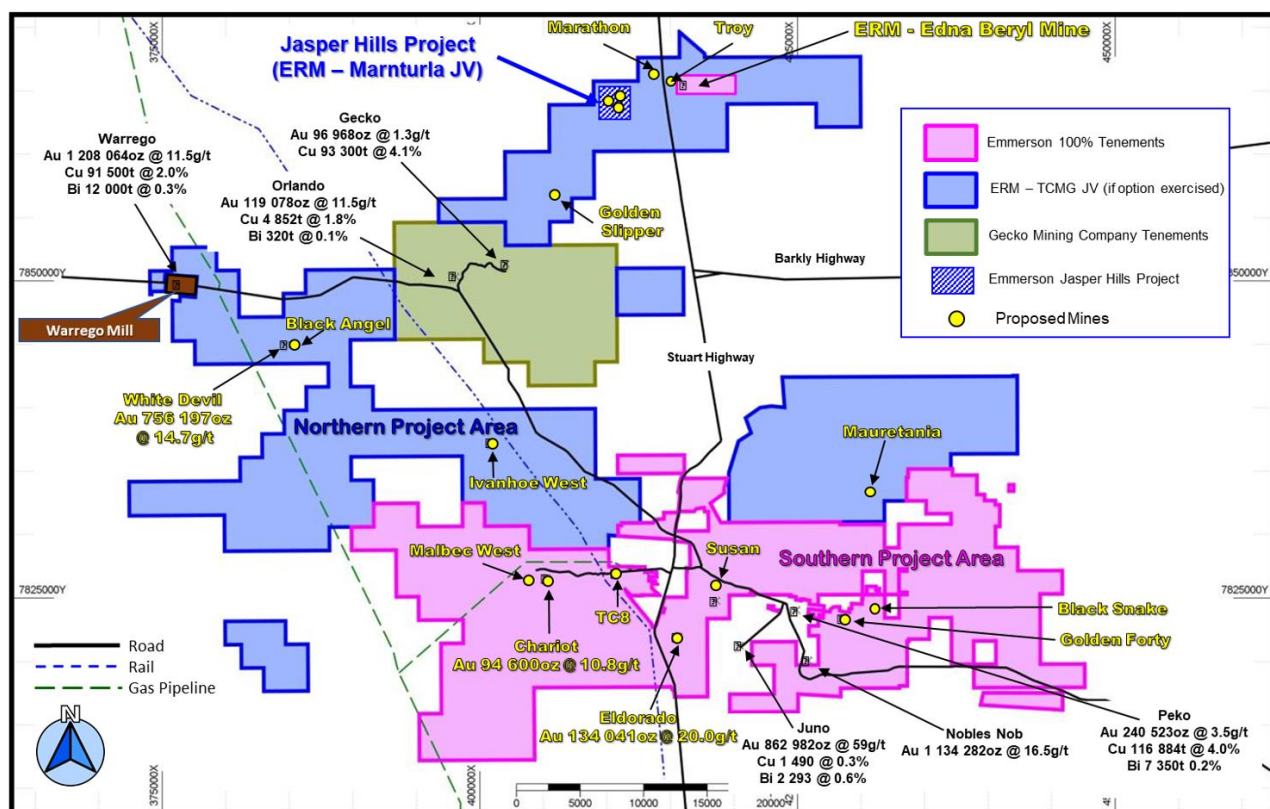 375000X
400000X
425000X
450000X
Marathon
Troy
ERM - Edna Beryl Mine
Jasper Hills Project
(ERM – Marnturla JV)
Gecko
Au 96 968oz @ 1.3g/t
Cu 93 300t @ 4.1%
Warrego
Au 1 208 064oz @ 11.5g/t
Cu 91 500t @ 2.0%
Bi 12 000t @ 0.3%
Orlando
Au 119 078oz @ 11.5g/t
Cu 4 852t @ 1.8%
Bi 320t @ 0.1%
Golden
Slipper
Emmerson 100% Tenements
ERM – TCMG JV (if option exercised)
Gecko Mining Company Tenements
Emmerson Jasper Hills Project
Proposed Mines
7850000Y
7850000Y
Barkly Highway
Warrego Mill
Black Angel
Stuart Highway
White Devil
Au 756 197oz
@ 14.7g/t
Northern Project Area
Mauretania
Ivanhoe West
Malbec West
Susan
Southern Project Area
7825000Y
7825000Y
TC8
Black Snake
Golden Forty
Chariot
Au 94 600oz @ 10.8g/t
Road
Rail
Gas Pipeline
Eldorado
Au 134 041oz @ 20.0g/t
Juno
Au 862 982oz @ 59g/t
Cu 1 490 @ 0.3%
Bi 2 293 @ 0.6%
Nobles Nob
Au 1 134 282oz @ 16.5g/t
Peko
Au 240 523oz @ 3.5g/t
Cu 116 884t @ 4.0%
Bi 7 350t 0.2%
N
375000X
400000X
0
5000
10000
15000
20000